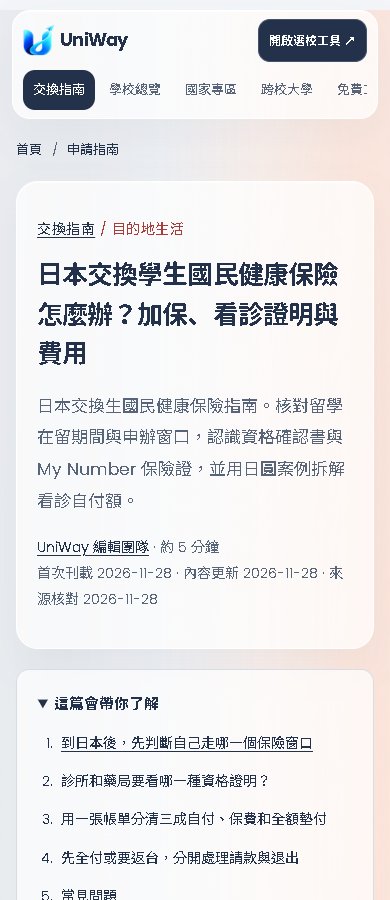 UniWay
開啟選校工具 ↗
交換指南
學校總覽
國家專區
跨校大學
免費
首頁 / 申請指南
交換指南 / 目的地生活
日本交換學生國民健康保險
怎麼辦？加保、看診證明與
費用
日本交換生國民健康保險指南。核對留學
在留期間與申辦窗口，認識資格確認書與
My Number 保險證，並用日圓案例拆解
看診自付額。
UniWay 編輯團隊 · 約 5 分鐘
首次刊載 2026-11-28 · 內容更新 2026-11-28 · 來
源核對 2026-11-28
▼ 這篇會帶你了解
1. 到日本後，先判斷自己走哪一個保險窗口
2. 診所和藥局要看哪一種資格證明？
3. 用一張帳單分清三成自付、保費和全額墊付
4. 先全付或要返台，分開處理請款與退出
5. 常見問題